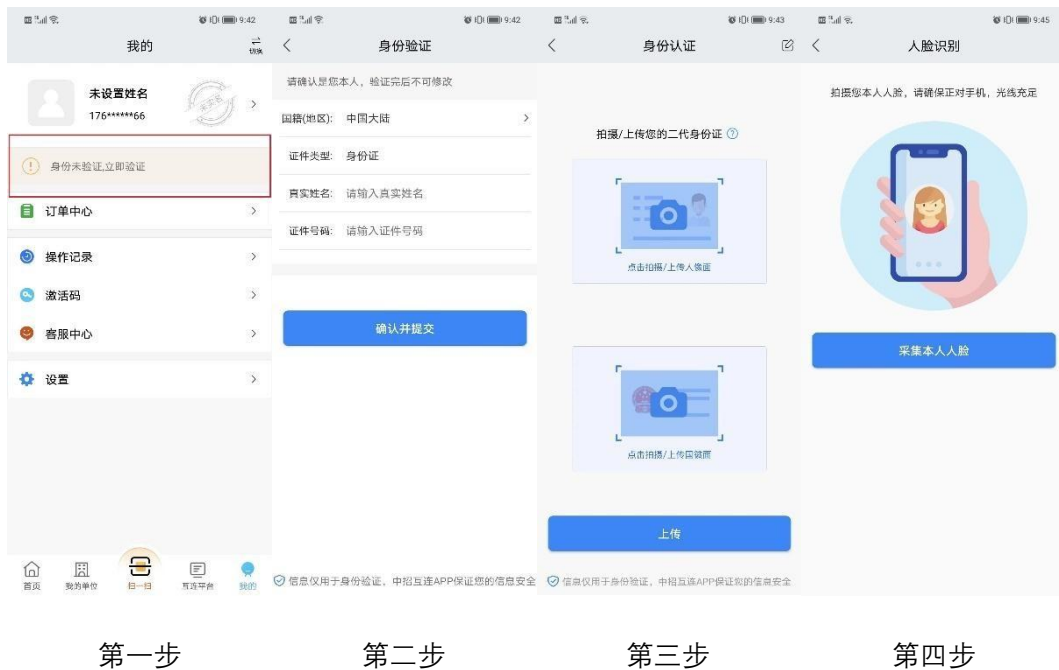 9:42
我的
切换
未设置姓名
176******66
身份未验证,立即验证
订单中心
操作记录
激活码
客服中心
设置
首页
我的单位
扫一扫
互连平台
我的
第一步
9:42
身份验证
请确认是您本人，验证完后不可修改
国籍(地区): 中国大陆
证件类型: 身份证
真实姓名: 请输入真实姓名
证件号码: 请输入证件号码
确认并提交
信息仅用于身份验证，中招互连APP保证您的信息安全
第二步
9:43
身份认证
拍摄/上传您的二代身份证
点击拍摄/上传人像面
点击拍摄/上传国徽面
上传
信息仅用于身份验证，中招互连APP保证您的信息安全
第三步
9:45
人脸识别
拍摄您本人人脸，请确保正对手机，光线充足
采集本人人脸
第四步